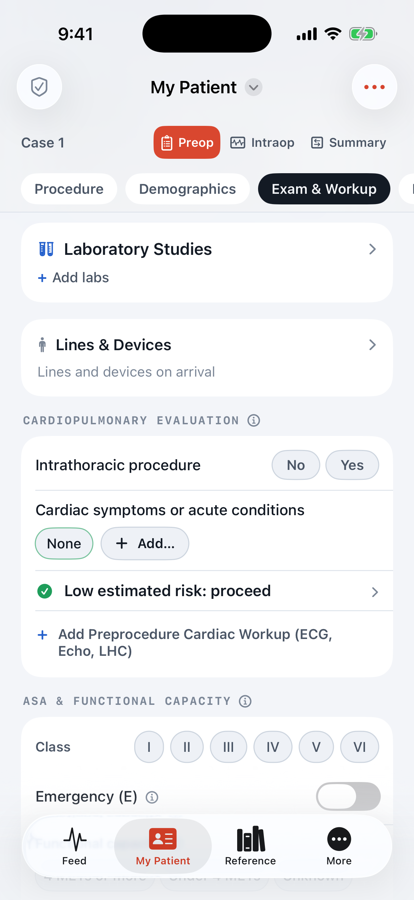 9:41
My Patient
Case 1
Preop
Intraop
Summary
Procedure
Demographics
Exam & Workup
Laboratory Studies
+ Add labs
Lines & Devices
Lines and devices on arrival
CARDIOPULMONARY EVALUATION
Intrathoracic procedure
No
Yes
Cardiac symptoms or acute conditions
None
+ Add...
Low estimated risk: proceed
+ Add Preprocedure Cardiac Workup (ECG,
Echo, LHC)
ASA & FUNCTIONAL CAPACITY
Class
I
II
III
IV
V
VI
Emergency (E)
Feed
My Patient
Reference
More